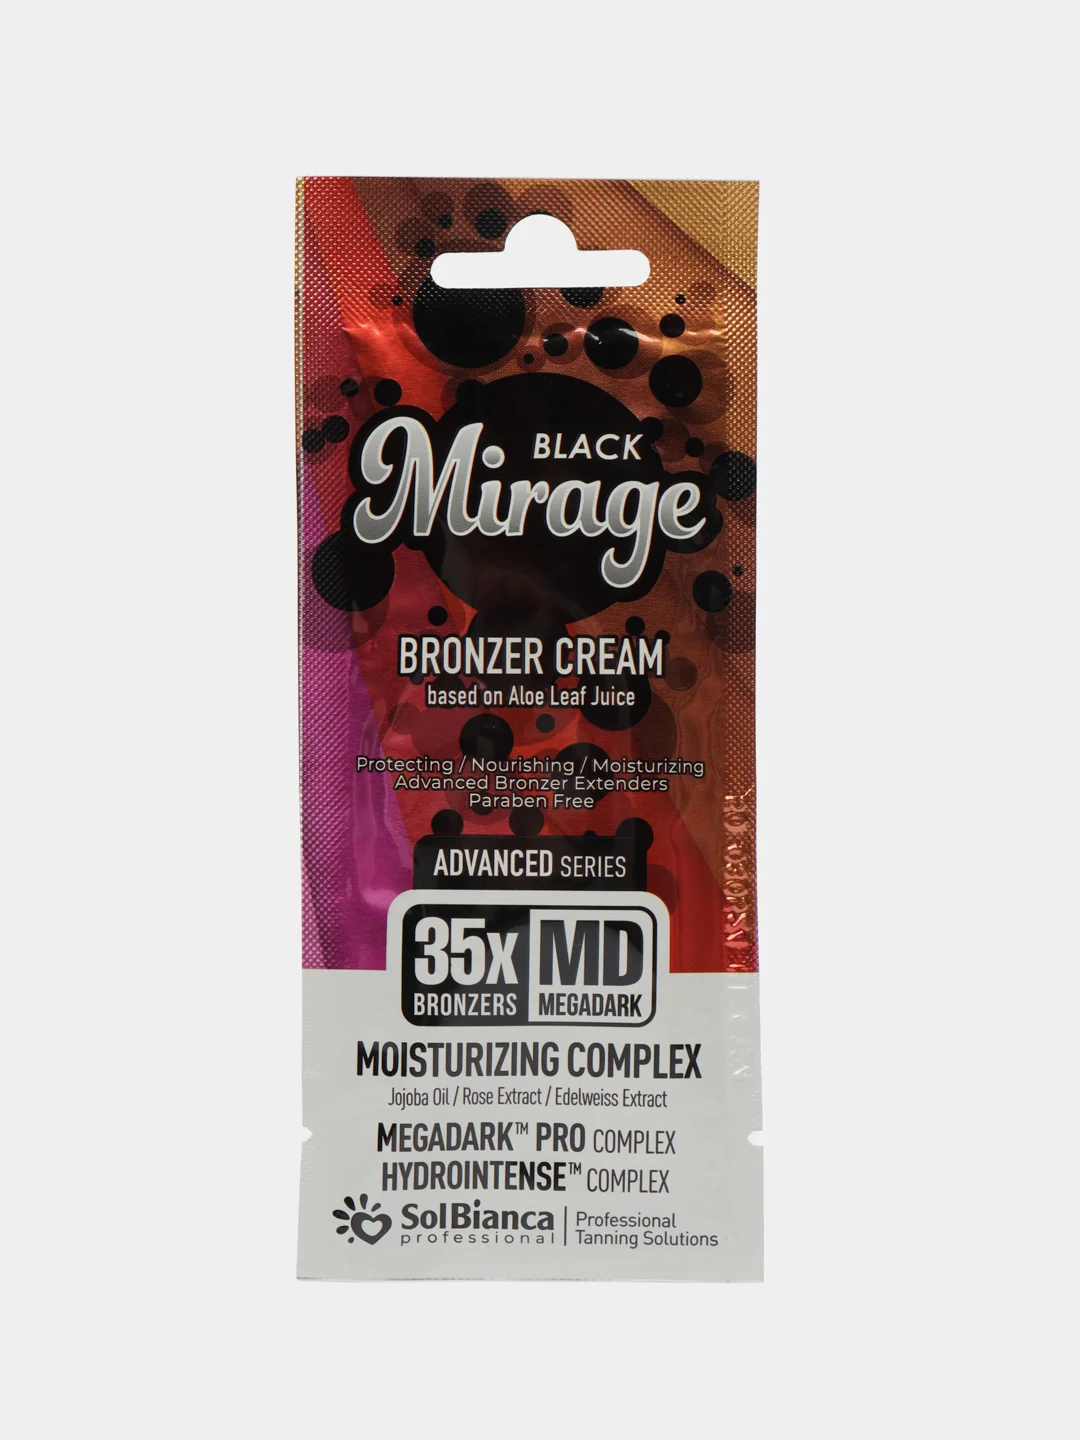 BLACK
Mirage
BRONZER CREAM
based on Aloe Leaf Juice
Protecting / Nourishing / Moisturizing
Advanced Bronzer Extenders
Paraben Free
ADVANCED SERIES
35x MD
BRONZERS MEGADARK
MOISTURIZING COMPLEX
Jojoba Oil / Rose Extract / Edelweiss Extract
MEGADARK™ PRO COMPLEX
HYDROINTENSE™ COMPLEX
SolBianca Professional
professional Tanning Solutions